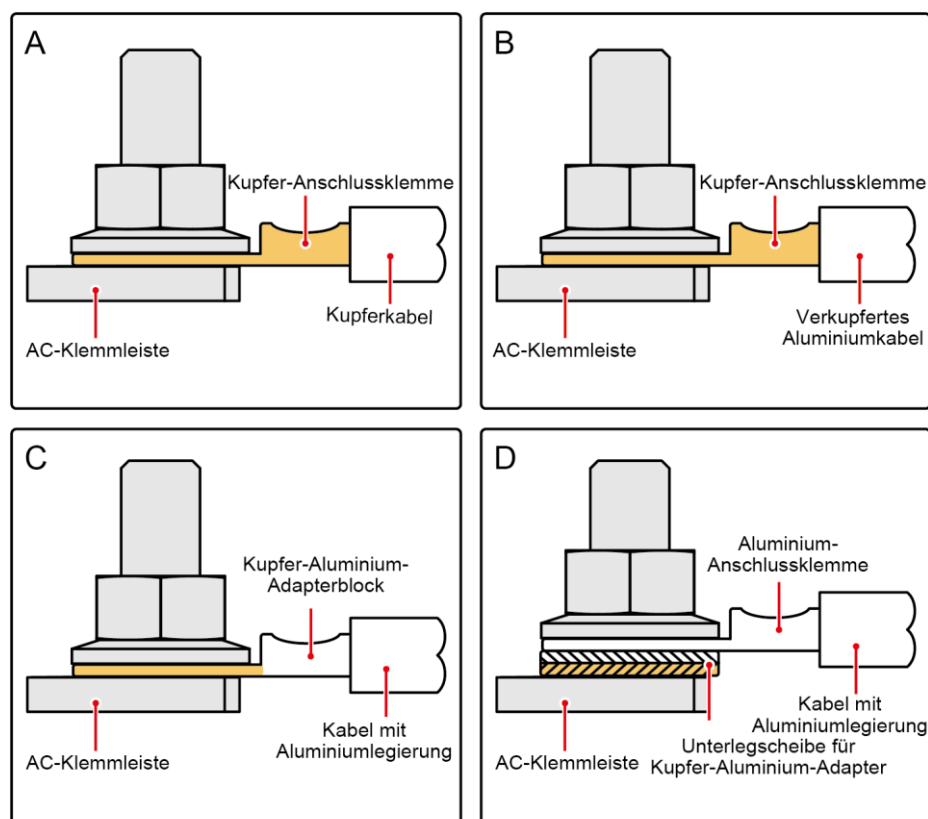 A
Kupfer-Anschlussklemme
Kupferkabel
AC-Klemmleiste
B
Kupfer-Anschlussklemme
Verkupfertes
Aluminiumkabel
AC-Klemmleiste
C
Kupfer-Aluminium-
Adapterblock
Kabel mit
Aluminiumlegierung
AC-Klemmleiste
D
Aluminium-
Anschlussklemme
Kabel mit
Aluminiumlegierung
Unterlegscheibe für
Kupfer-Aluminium-Adapter
AC-Klemmleiste